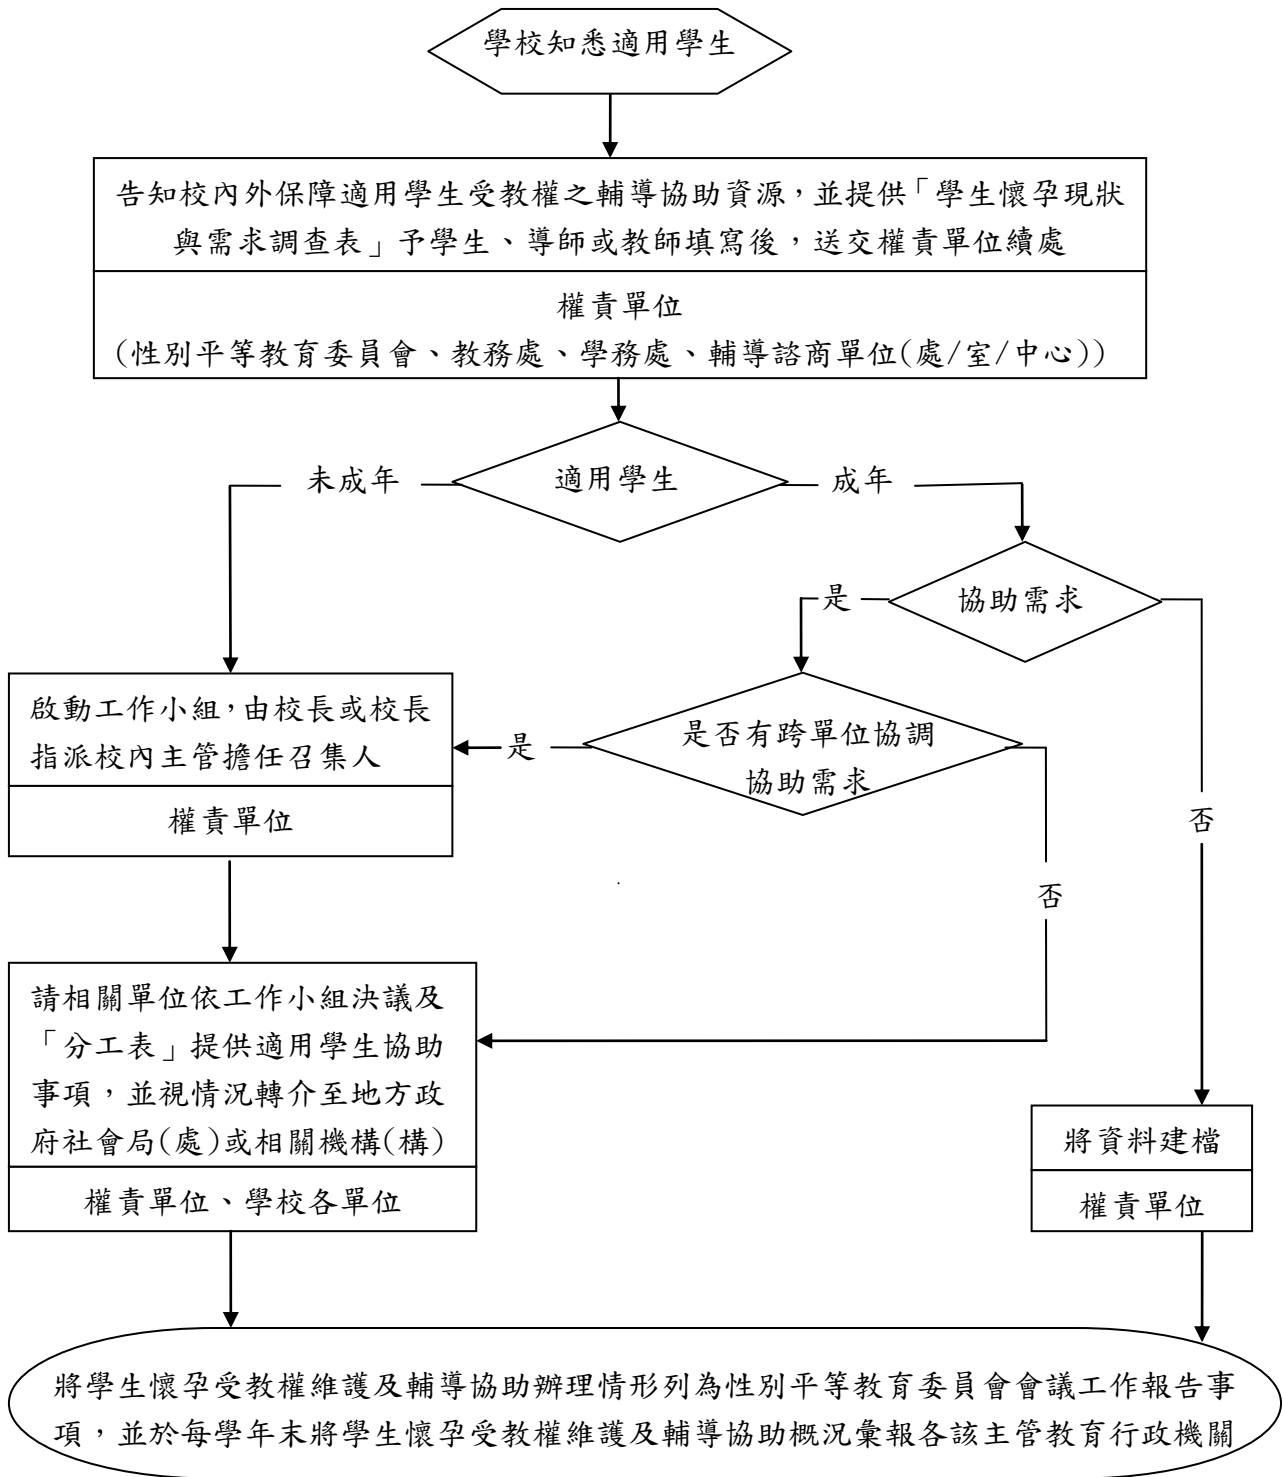 學校知悉適用學生
告知校內外保障適用學生受教權之輔導協助資源，並提供「學生懷孕現狀
與需求調查表」予學生、導師或教師填寫後，送交權責單位續處
權責單位
(性別平等教育委員會、教務處、學務處、輔導諮商單位(處/室/中心))
未成年
適用學生
成年
是
協助需求
啟動工作小組，由校長或校長
指派校內主管擔任召集人
權責單位
是
是否有跨單位協調
協助需求
否
否
請相關單位依工作小組決議及
「分工表」提供適用學生協助
事項，並視情況轉介至地方政
府社會局(處)或相關機構(構)
權責單位、學校各單位
將資料建檔
權責單位
將學生懷孕受教權維護及輔導協助辦理情形列為性別平等教育委員會會議工作報告事
項，並於每學年末將學生懷孕受教權維護及輔導協助概況彙報各該主管教育行政機關